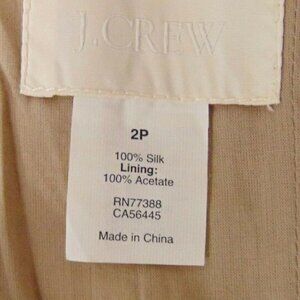 J.CREW
2P
100% Silk
Lining:
100% Acetate
RN77388
CA56445
Made in China